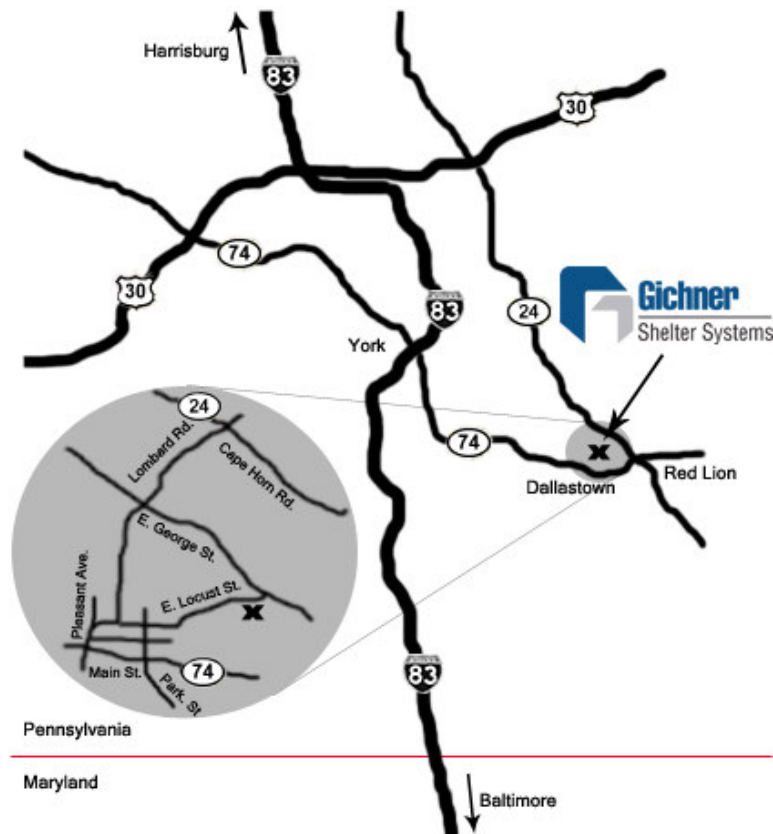 Harrisburg
83
30
74
30
83
24
Gichner
Shelter Systems
York
74
Dallastown
Red Lion
24
Lombard Rd.
Cape Horn Rd.
E. George St.
Pleasant Ave.
E. Locust St.
Main St.
74
Park. St
83
Pennsylvania
Maryland
Baltimore